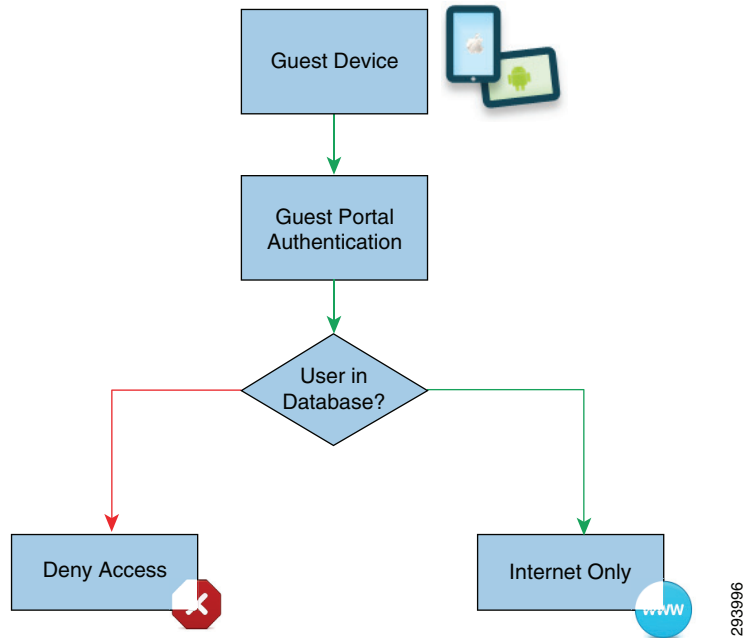 Guest Device
Guest Portal
Authentication
User in
Database?
Deny Access
Internet Only
www
293996